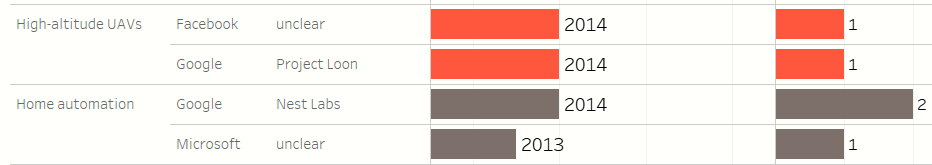 High-altitude UAVs Facebook unclear 2014 1
Google Project Loon 2014 1
Home automation Google Nest Labs 2014 2
Microsoft unclear 2013 1